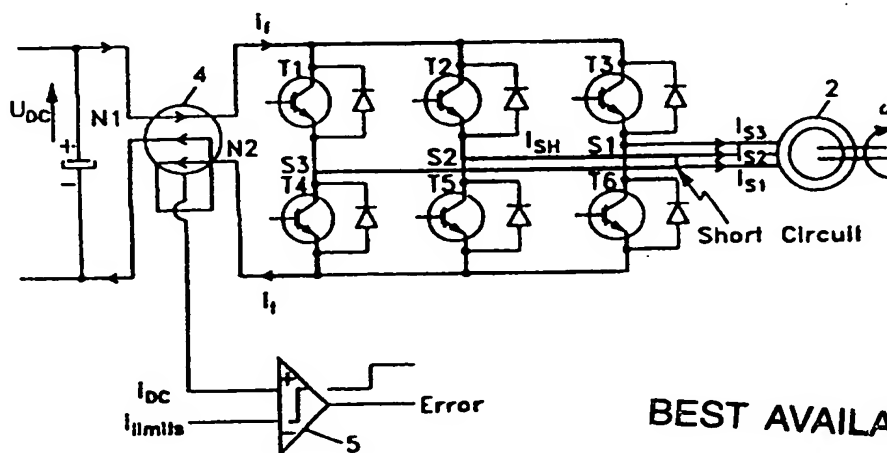 i_f
4
T1
T2
T3
2
U_DC
N1
N2
+
−
I_S3
S3
S2
I_SH
S1
I_S2
I_S1
T4
T5
T6
Short Circuit
i_t
i_DC
+
Error
i_limits
−
5
BEST AVAILA